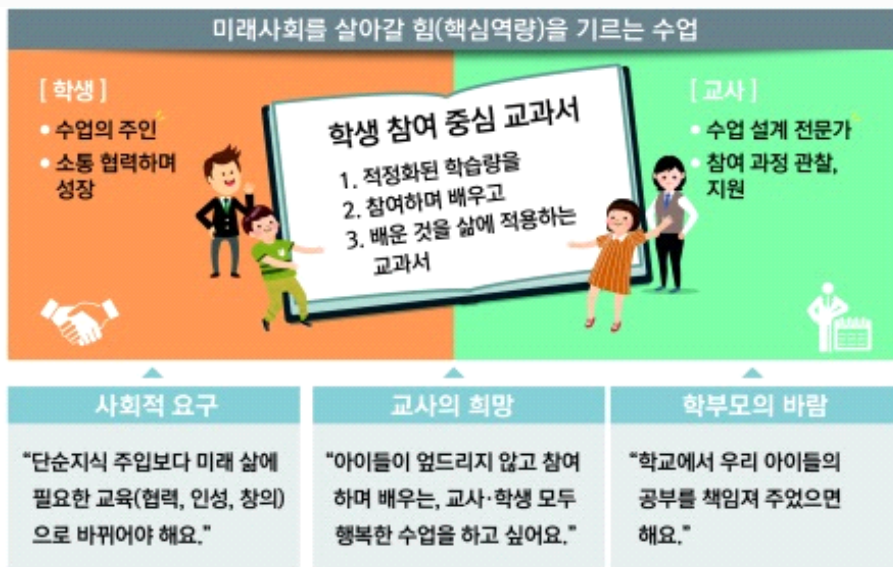 미래사회를 살아갈 힘(핵심역량)을 기르는 수업
[ 학생 ]
• 수업의 주인
• 소통 협력하며
성장
학생 참여 중심 교과서
1. 적정화된 학습량을
2. 참여하며 배우고
3. 배운 것을 삶에 적용하는
교과서
[ 교사 ]
• 수업 설계 전문가
• 참여 과정 관찰,
지원
사회적 요구
“단순지식 주입보다 미래 삶에
필요한 교육(협력, 인성, 창의)
으로 바뀌어야 해요.”
교사의 희망
“아이들이 엎드리지 않고 참여
하며 배우는, 교사·학생 모두
행복한 수업을 하고 싶어요.”
학부모의 바람
“학교에서 우리 아이들의
공부를 책임져 주었으면
해요.”